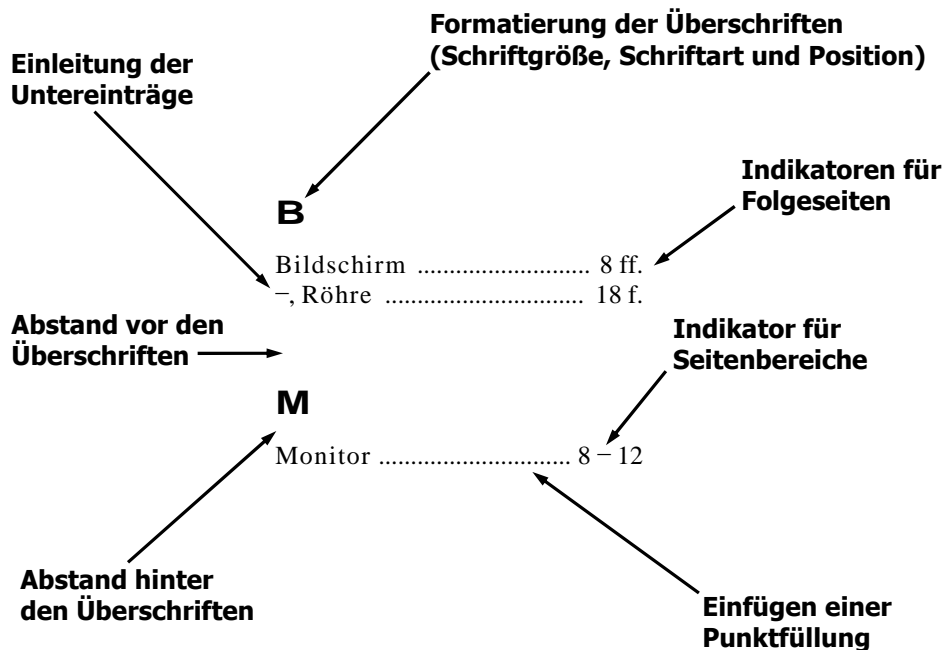 Formatierung der Überschriften
(Schriftgröße, Schriftart und Position)
Einleitung der
Untereinträge
Indikatoren für
Folgeseiten
B
Bildschirm ............................ 8 ff.
–, Röhre ................................ 18 f.
Abstand vor den
Überschriften
Indikator für
Seitenbereiche
M
Monitor ............................... 8 – 12
Abstand hinter
den Überschriften
Einfügen einer
Punktfüllung